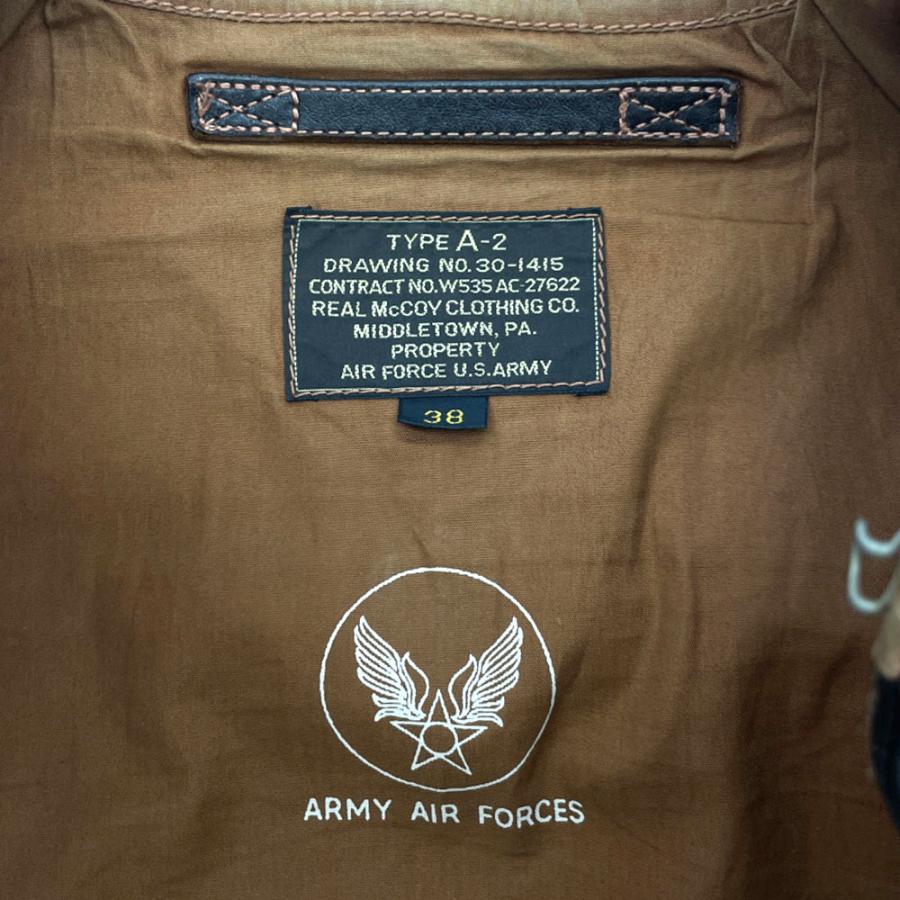 TYPE A-2
DRAWING NO. 30-1415
CONTRACT NO. W535 AC-27622
REAL McCOY CLOTHING CO.
MIDDLETOWN, PA.
PROPERTY
AIR FORCE U.S.ARMY
38
ARMY AIR FORCES